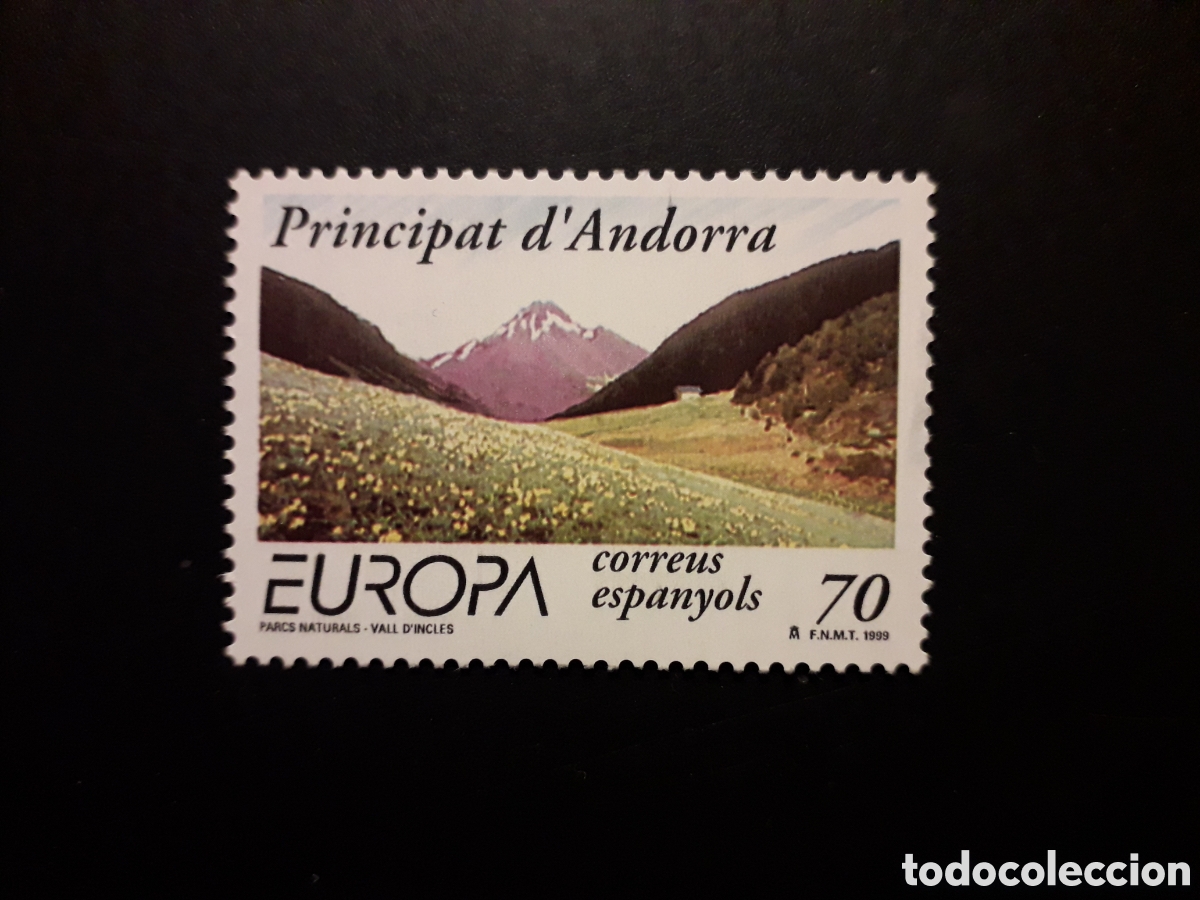 Principat d'Andorra
EUROPA
correus
espanyols
70
PARCS NATURALS - VALL D'INCLES
F.N.M.T. 1999
todocoleccion